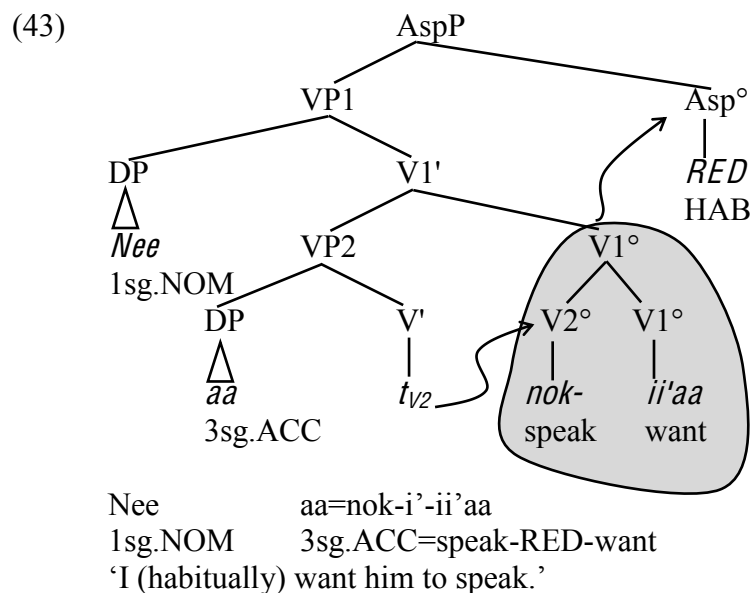 (43) AspP
VP1 Asp°
DP V1' RED
Nee VP2 V1° HAB
1sg.NOM
DP V' V2° V1°
aa tV2 nok- ii'aa
3sg.ACC speak want
Nee aa=nok-i’-ii’aa
1sg.NOM 3sg.ACC=speak-RED-want
‘I (habitually) want him to speak.’